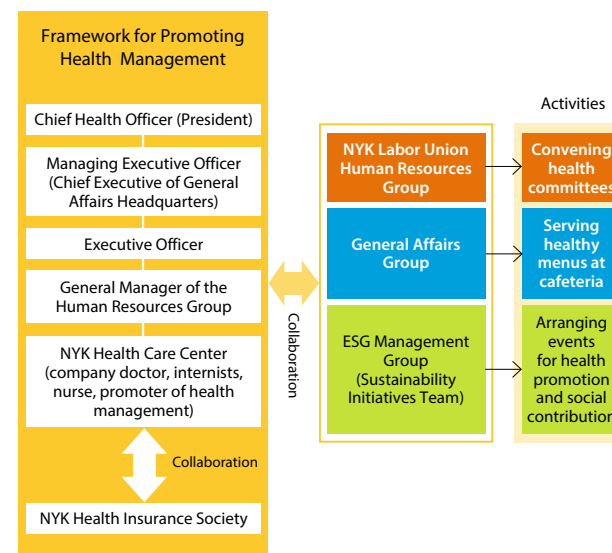 Framework for Promoting
Health Management
Chief Health Officer (President)
Managing Executive Officer
(Chief Executive of General
Affairs Headquarters)
Executive Officer
General Manager of the
Human Resources Group
NYK Health Care Center
(company doctor, internists,
nurse, promoter of health
management)
Collaboration
NYK Health Insurance Society
Collaboration
NYK Labor Union
Human Resources
Group
General Affairs
Group
ESG Management
Group
(Sustainability
Initiatives Team)
Activities
Convening
health
committees
Serving
healthy
menus at
cafeteria
Arranging
events
for health
promotion
and social
contribution